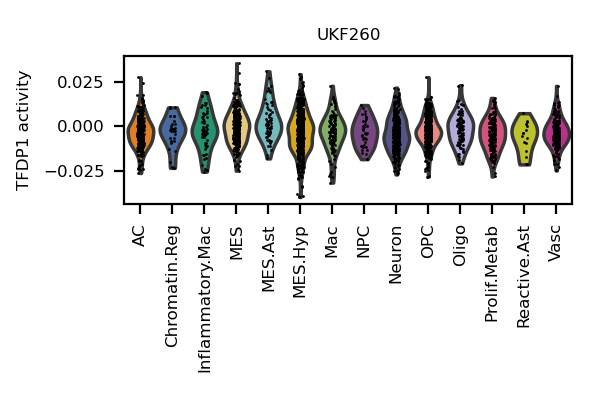 UKF260
TFDP1 activity
0.025
0.000
−0.025
AC
Chromatin.Reg
Inflammatory.Mac
MES
MES.Ast
MES.Hyp
Mac
NPC
Neuron
OPC
Oligo
Prolif.Metab
Reactive.Ast
Vasc